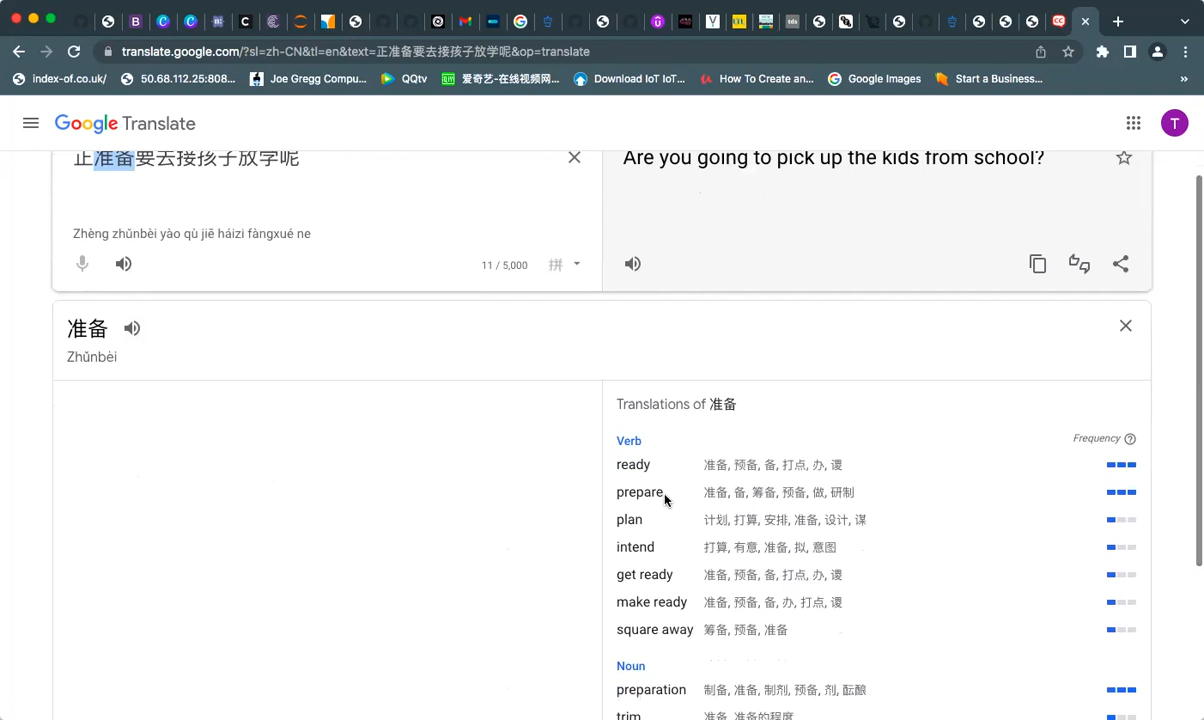 translate.google.com/?sl=zh-CN&tl=en&text=正准备要去接孩子放学呢&op=translate
index-of.co.uk/
50.68.112.25:808...
Joe Gregg Compu...
QQtv
爱奇艺-在线视频网...
Download IoT IoT...
How To Create an...
Google Images
Start a Business...
»
Google Translate
T
正准备要去接孩子放学呢
Are you going to pick up the kids from school?
Zhèng zhǔnbèi yào qù jiē háizi fàngxué ne
11 / 5,000
拼
准备
Zhǔnbèi
Translations of 准备
Verb
Frequency
ready 准备, 预备, 备, 打点, 办, 谡
prepare 准备, 备, 筹备, 预备, 做, 研制
plan 计划, 打算, 安排, 准备, 设计, 谋
intend 打算, 有意, 准备, 拟, 意图
get ready 准备, 预备, 备, 打点, 办, 谡
make ready 准备, 预备, 备, 办, 打点, 谡
square away 筹备, 预备, 准备
Noun
preparation 制备, 准备, 制剂, 预备, 剂, 酝酿
trim 准备, 准备的程度